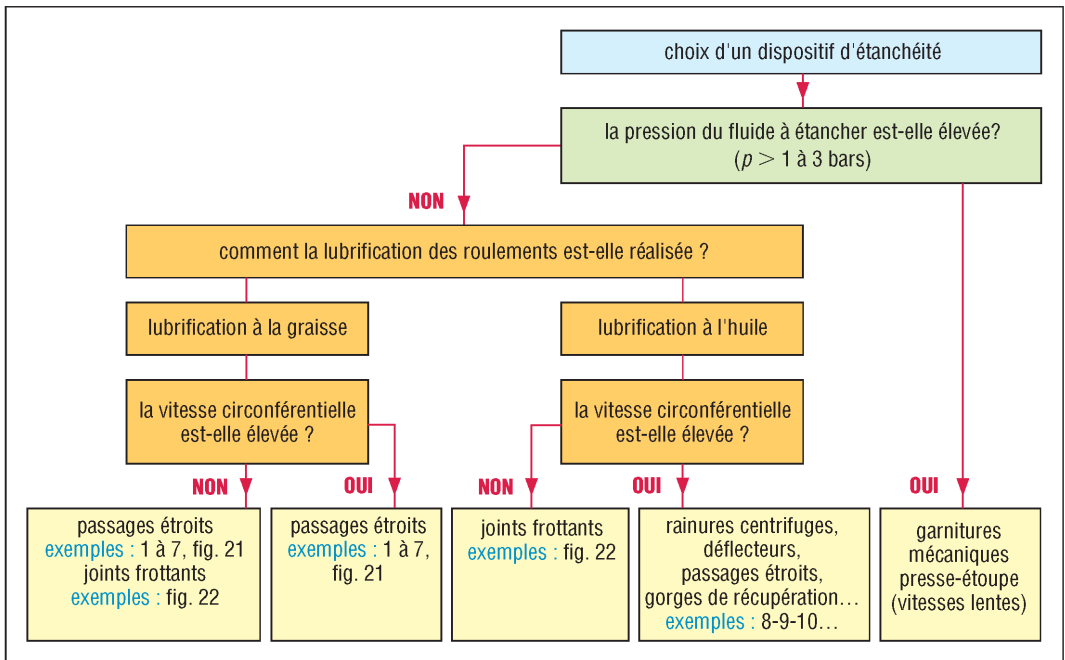 choix d'un dispositif d'étanchéité
la pression du fluide à étancher est-elle élevée?
(p > 1 à 3 bars)
NON
comment la lubrification des roulements est-elle réalisée ?
lubrification à la graisse
lubrification à l'huile
la vitesse circonférentielle
est-elle élevée ?
la vitesse circonférentielle
est-elle élevée ?
NON
OUI
NON
OUI
OUI
passages étroits
exemples : 1 à 7, fig. 21
joints frottants
exemples : fig. 22
passages étroits
exemples : 1 à 7,
fig. 21
joints frottants
exemples : fig. 22
rainures centrifuges,
déflecteurs,
passages étroits,
gorges de récupération…
exemples : 8-9-10…
garnitures
mécaniques
presse-étoupe
(vitesses lentes)